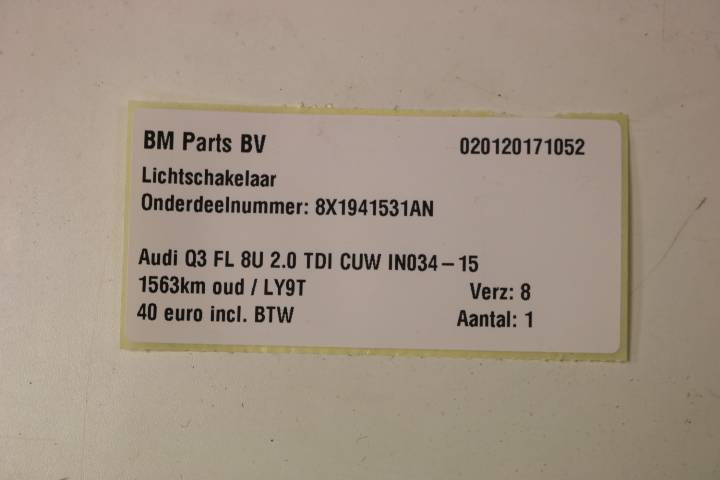 BM Parts BV 020120171052
Lichtschakelaar
Onderdeelnummer: 8X1941531AN
Audi Q3 FL 8U 2.0 TDI CUW IN034-15
1563km oud / LY9T Verz: 8
40 euro incl. BTW Aantal: 1